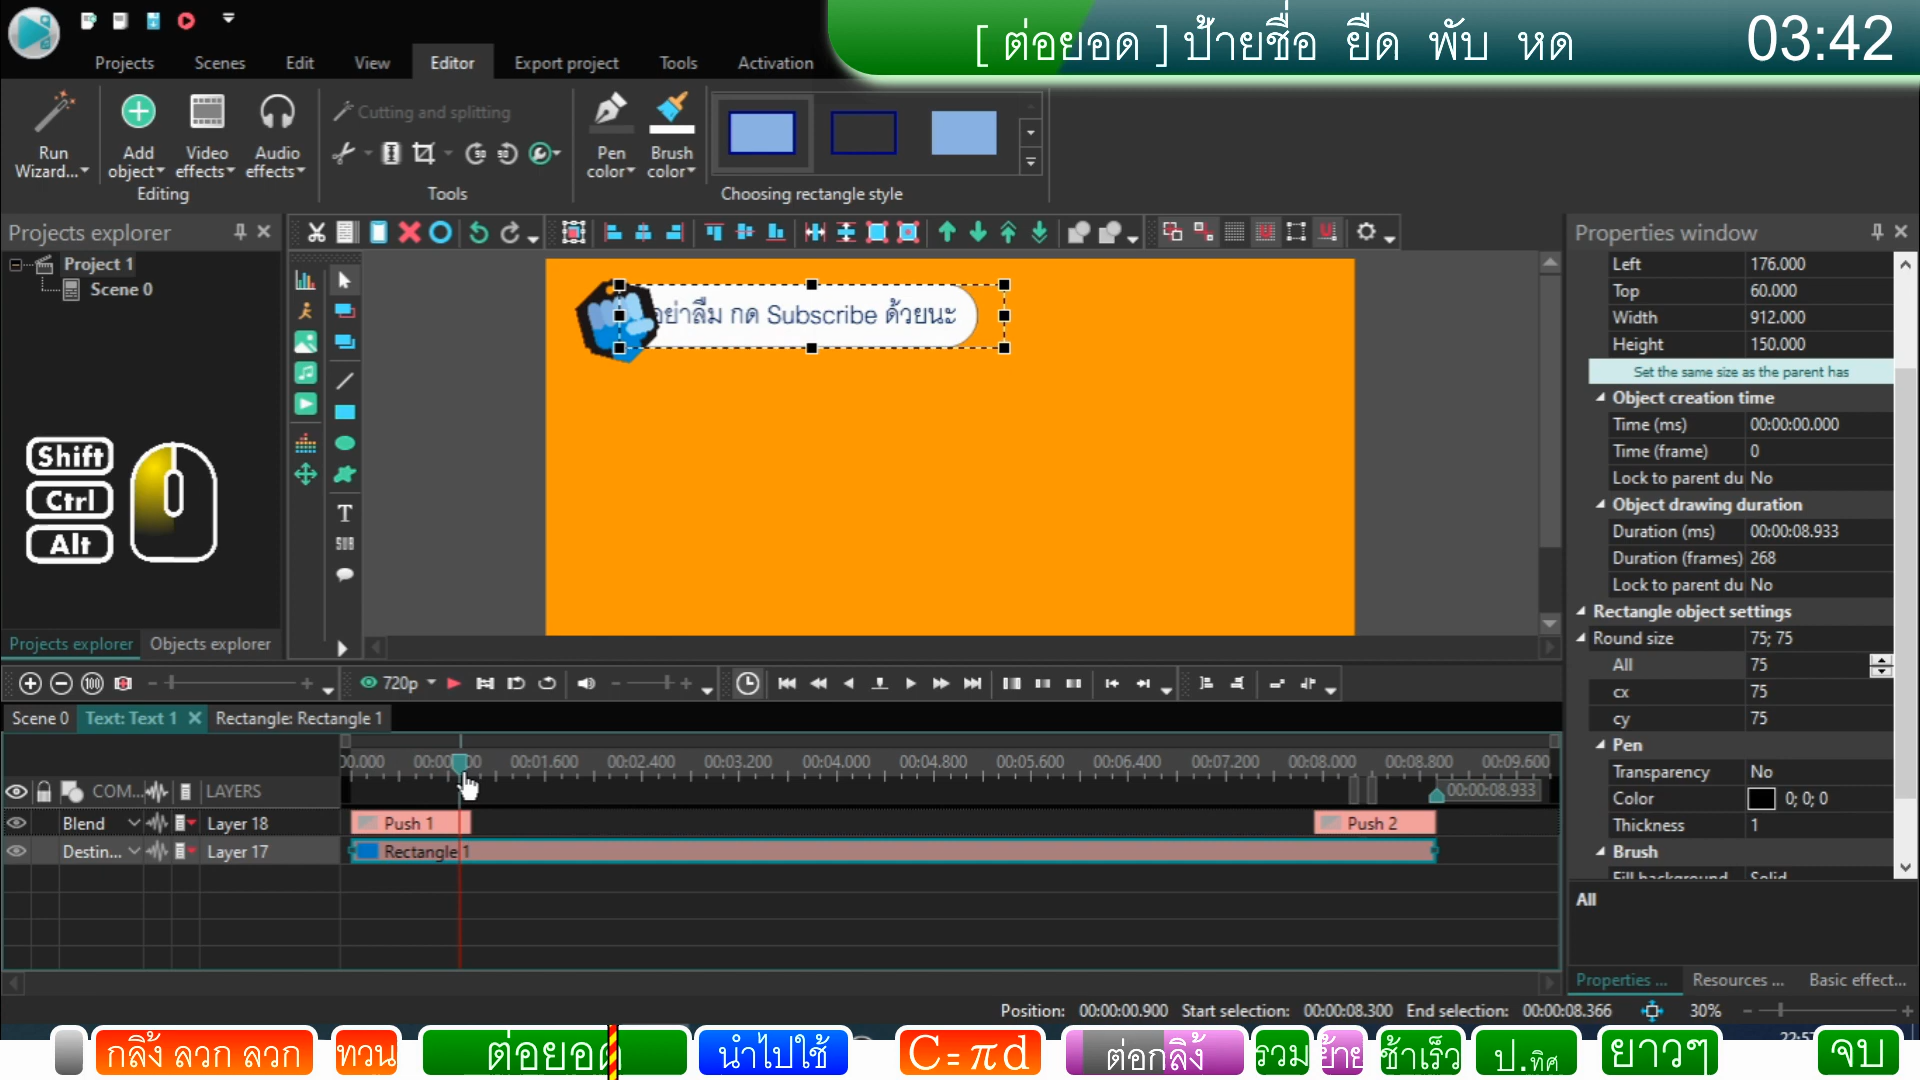 [ ต่อยอด ] ป้ายชื่อ ยืด พับ หด
03:42
Projects
Scenes
Edit
View
Editor
Export project
Tools
Activation
Run Wizard...
Add object
Video effects
Audio effects
Editing
Cutting and splitting
Tools
Pen color
Brush color
Choosing rectangle style
Projects explorer
Project 1
Scene 0
Shift
Ctrl
Alt
Projects explorer
Objects explorer
อย่าลืม กด Subscribe ด้วยนะ
T
SUB
Properties window
Left 176.000
Top 60.000
Width 912.000
Height 150.000
Set the same size as the parent has
Object creation time
Time (ms) 00:00:00.000
Time (frame) 0
Lock to parent du No
Object drawing duration
Duration (ms) 00:00:08.933
Duration (frames) 268
Lock to parent du No
Rectangle object settings
Round size 75; 75
All 75
cx 75
cy 75
Pen
Transparency No
Color 0; 0; 0
Thickness 1
Brush
Fill background Solid
All
Properties ...
Resources ...
Basic effect...
720p
Scene 0
Text: Text 1
Rectangle: Rectangle 1
00:01.600 00:02.400 00:03.200 00:04.000 00:04.800 00:05.600 00:06.400 00:07.200 00:08.000 00:08.800 00:09.600
COM... LAYERS
00:00:08.933
Blend Layer 18 Push 1 Push 2
Destin... Layer 17 Rectangle 1
Position: 00:00:00.900 Start selection: 00:00:08.300 End selection: 00:00:08.366 30%
กลิ้ง ลวก ลวก
ทวน
ต่อยอด
นำไปใช้
C=πd
ต่อกลิ้ง
รวม
ย้าย
ช้าเร็ว
ป.ทิศ
ยาวๆ
จบ